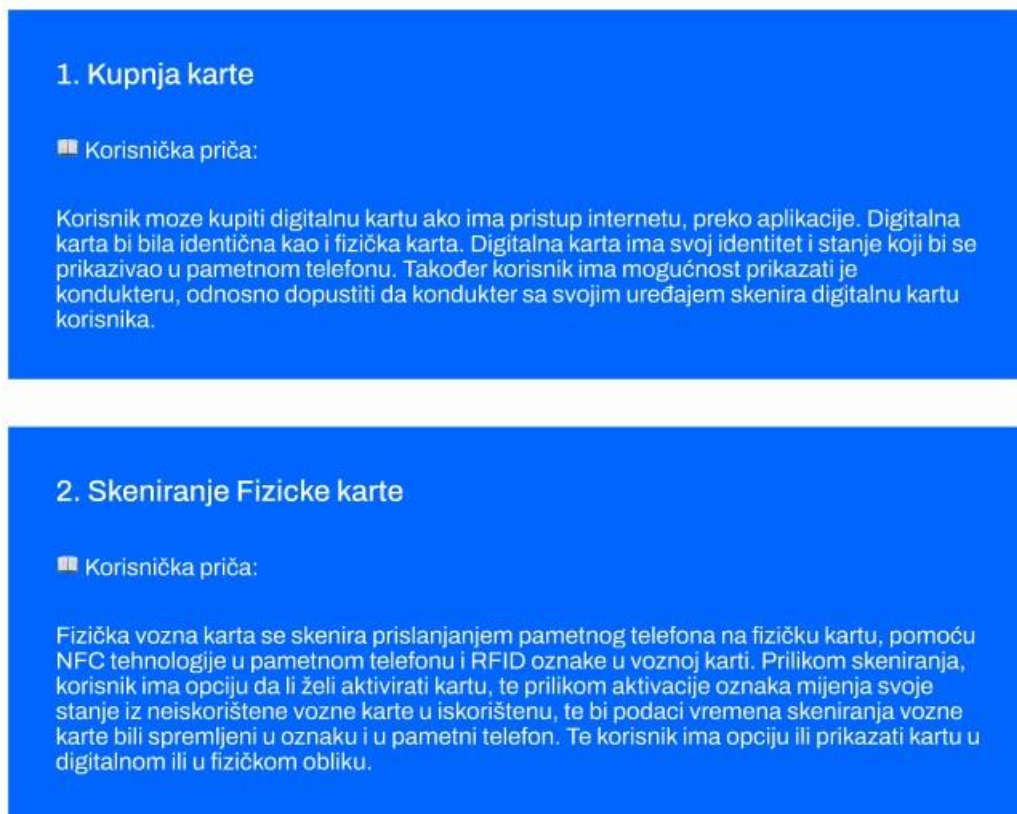 1. Kupnja karte
📖 Korisnička priča:
Korisnik moze kupiti digitalnu kartu ako ima pristup internetu, preko aplikacije. Digitalna
karta bi bila identična kao i fizička karta. Digitalna karta ima svoj identitet i stanje koji bi se
prikazivao u pametnom telefonu. Također korisnik ima mogućnost prikazati je
kondukteru, odnosno dopustiti da kondukter sa svojim uređajem skenira digitalnu kartu
korisnika.
2. Skeniranje Fizicke karte
📖 Korisnička priča:
Fizička vozna karta se skenira prislanjanjem pametnog telefona na fizičku kartu, pomoću
NFC tehnologije u pametnom telefonu i RFID oznake u voznoj karti. Prilikom skeniranja,
korisnik ima opciju da li želi aktivirati kartu, te prilikom aktivacije oznaka mijenja svoje
stanje iz neiskorištene vozne karte u iskorištenu, te bi podaci vremena skeniranja vozne
karte bili spremljeni u oznaku i u pametni telefon. Te korisnik ima opciju ili prikazati kartu u
digitalnom ili u fizičkom obliku.